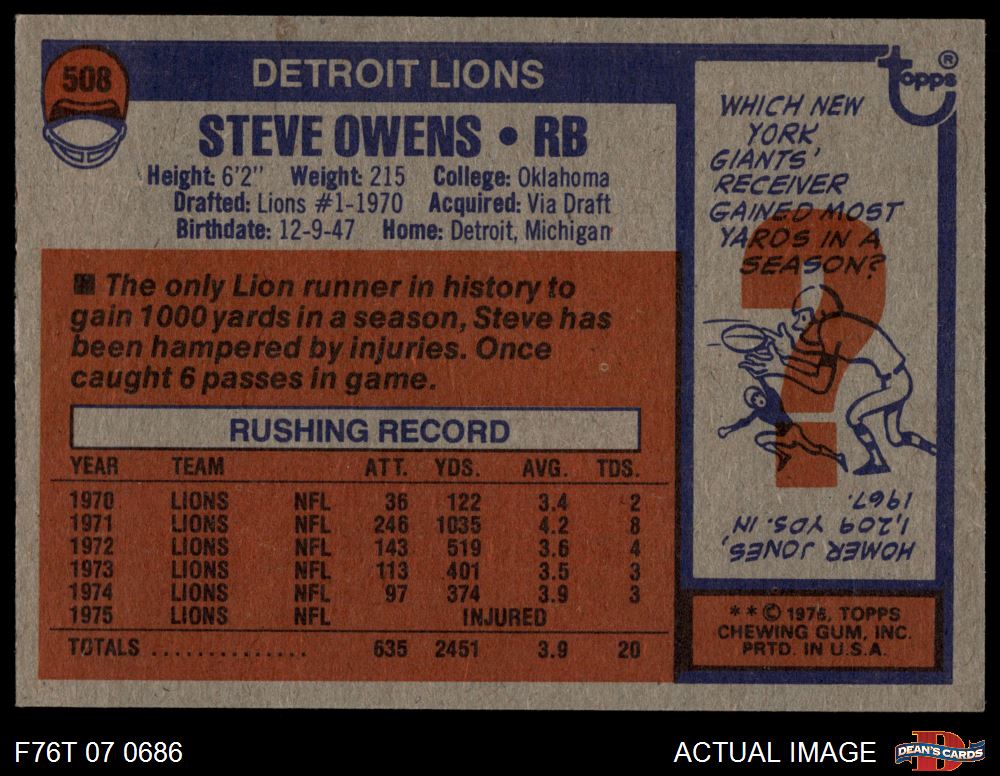 508
DETROIT LIONS
STEVE OWENS • RB
Height: 6'2" Weight: 215 College: Oklahoma
Drafted: Lions #1-1970 Acquired: Via Draft
Birthdate: 12-9-47 Home: Detroit, Michigan
■ The only Lion runner in history to
gain 1000 yards in a season, Steve has
been hampered by injuries. Once
caught 6 passes in game.
RUSHING RECORD
YEAR TEAM ATT. YDS. AVG. TDS.
1970 LIONS NFL 36 122 3.4 2
1971 LIONS NFL 246 1035 4.2 8
1972 LIONS NFL 143 519 3.6 4
1973 LIONS NFL 113 401 3.5 3
1974 LIONS NFL 97 374 3.9 3
1975 LIONS NFL INJURED
TOTALS .............. 635 2451 3.9 20
topps ®
WHICH NEW
YORK
GIANTS'
RECEIVER
GAINED MOST
YARDS IN A
SEASON?
?
HOMER JONES,
1,209 YDS. IN
1967.
** © 1976, TOPPS
CHEWING GUM, INC.
PRTD. IN U.S.A.
F76T 07 0686
ACTUAL IMAGE
DEAN'S CARDS